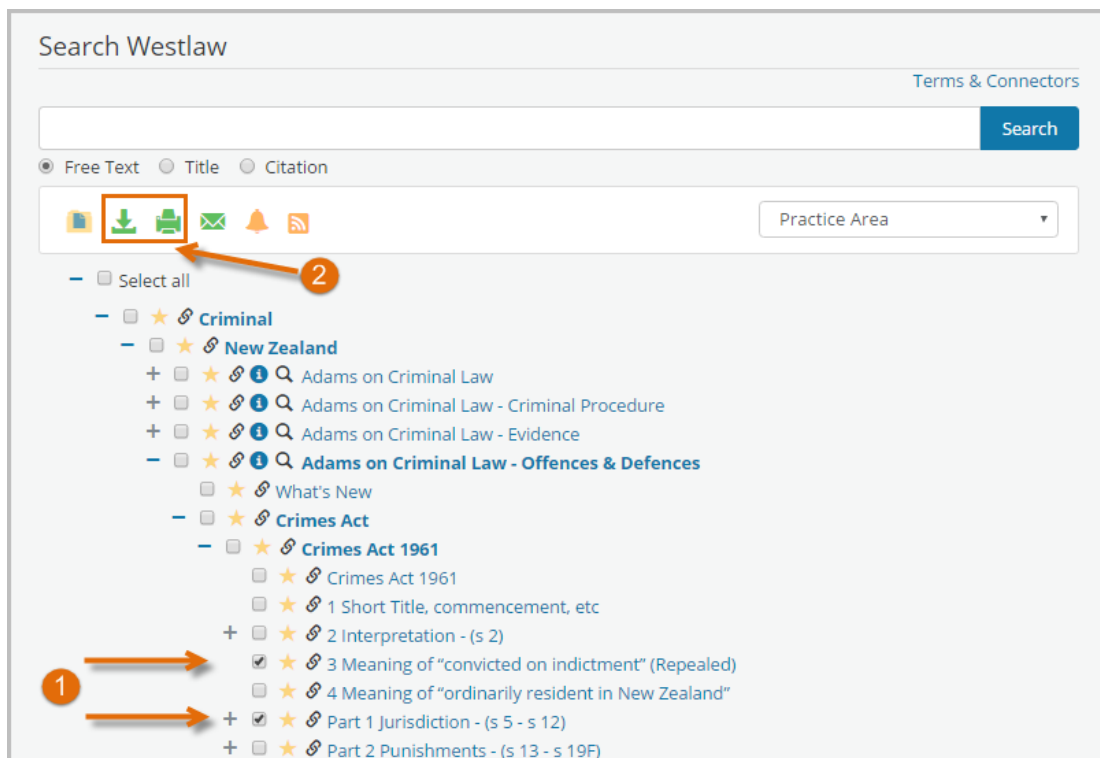 Search Westlaw
Terms & Connectors
Search
Free Text Title Citation
Practice Area
2
Select all
Criminal
New Zealand
Adams on Criminal Law
Adams on Criminal Law - Criminal Procedure
Adams on Criminal Law - Evidence
Adams on Criminal Law - Offences & Defences
What's New
Crimes Act
Crimes Act 1961
Crimes Act 1961
1 Short Title, commencement, etc
2 Interpretation - (s 2)
3 Meaning of “convicted on indictment” (Repealed)
1
4 Meaning of “ordinarily resident in New Zealand”
Part 1 Jurisdiction - (s 5 - s 12)
Part 2 Punishments - (s 13 - s 19F)